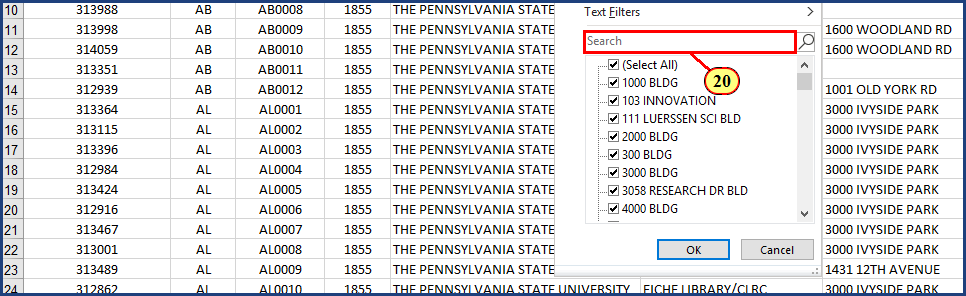 10 313988 AB AB0008 1855 THE PENNSYLVANIA STATE Text Filters
11 313998 AB AB0009 1855 THE PENNSYLVANIA STATE Search 1600 WOODLAND RD
12 314059 AB AB0010 1855 THE PENNSYLVANIA STATE 1600 WOODLAND RD
13 313351 AB AB0011 1855 THE PENNSYLVANIA STATE (Select All) 20
14 312939 AB AB0012 1855 THE PENNSYLVANIA STATE 1000 BLDG 1001 OLD YORK RD
15 313364 AL AL0001 1855 THE PENNSYLVANIA STATE 103 INNOVATION 3000 IVYSIDE PARK
16 313115 AL AL0002 1855 THE PENNSYLVANIA STATE 111 LUERSSEN SCI BLD 3000 IVYSIDE PARK
17 313396 AL AL0003 1855 THE PENNSYLVANIA STATE 2000 BLDG 3000 IVYSIDE PARK
18 312984 AL AL0004 1855 THE PENNSYLVANIA STATE 300 BLDG 3000 IVYSIDE PARK
19 313424 AL AL0005 1855 THE PENNSYLVANIA STATE 3000 BLDG 3000 IVYSIDE PARK
3058 RESEARCH DR BLD
20 312916 AL AL0006 1855 THE PENNSYLVANIA STATE 4000 BLDG 3000 IVYSIDE PARK
21 313467 AL AL0007 1855 THE PENNSYLVANIA STATE 3000 IVYSIDE PARK
22 313001 AL AL0008 1855 THE PENNSYLVANIA STATE OK Cancel 3000 IVYSIDE PARK
23 313489 AL AL0009 1855 THE PENNSYLVANIA STATE 1431 12TH AVENUE
24 312862 AL AL0010 1855 THE PENNSYLVANIA STATE UNIVERSITY EICHE LIBRARY/CLRC 3000 IVYSIDE PARK